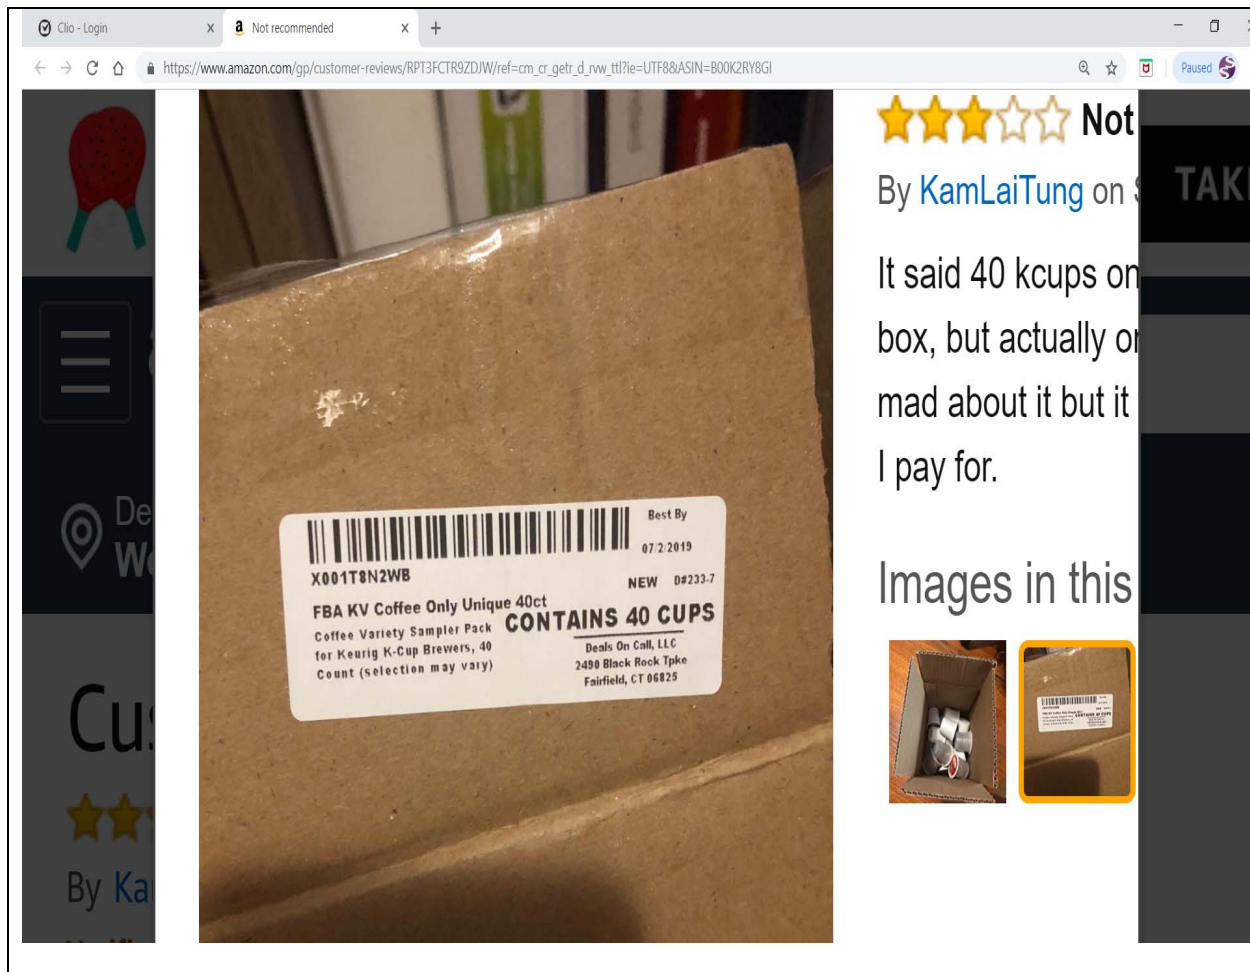 Clio - Login
Not recommended
https://www.amazon.com/gp/customer-reviews/RPT3FCTR9ZDJW/ref=cm_cr_getr_d_rvw_ttl?ie=UTF8&ASIN=B00K2RY8GI
Paused
Not
By KamLaiTung on
TAK
It said 40 kcups on
box, but actually
mad about it but it
I pay for.
De
Best By
07/2/2019
X001T8N2WB
NEW D#233-7
FBA KV Coffee Only Unique 40ct
CONTAINS 40 CUPS
Coffee Variety Sampler Pack
for Keurig K-Cup Brewers, 40
Count (selection may vary)
Deals On Call, LLC
2490 Black Rock Tpke
Fairfield, CT 06825
Images in this
Cus
By Ka